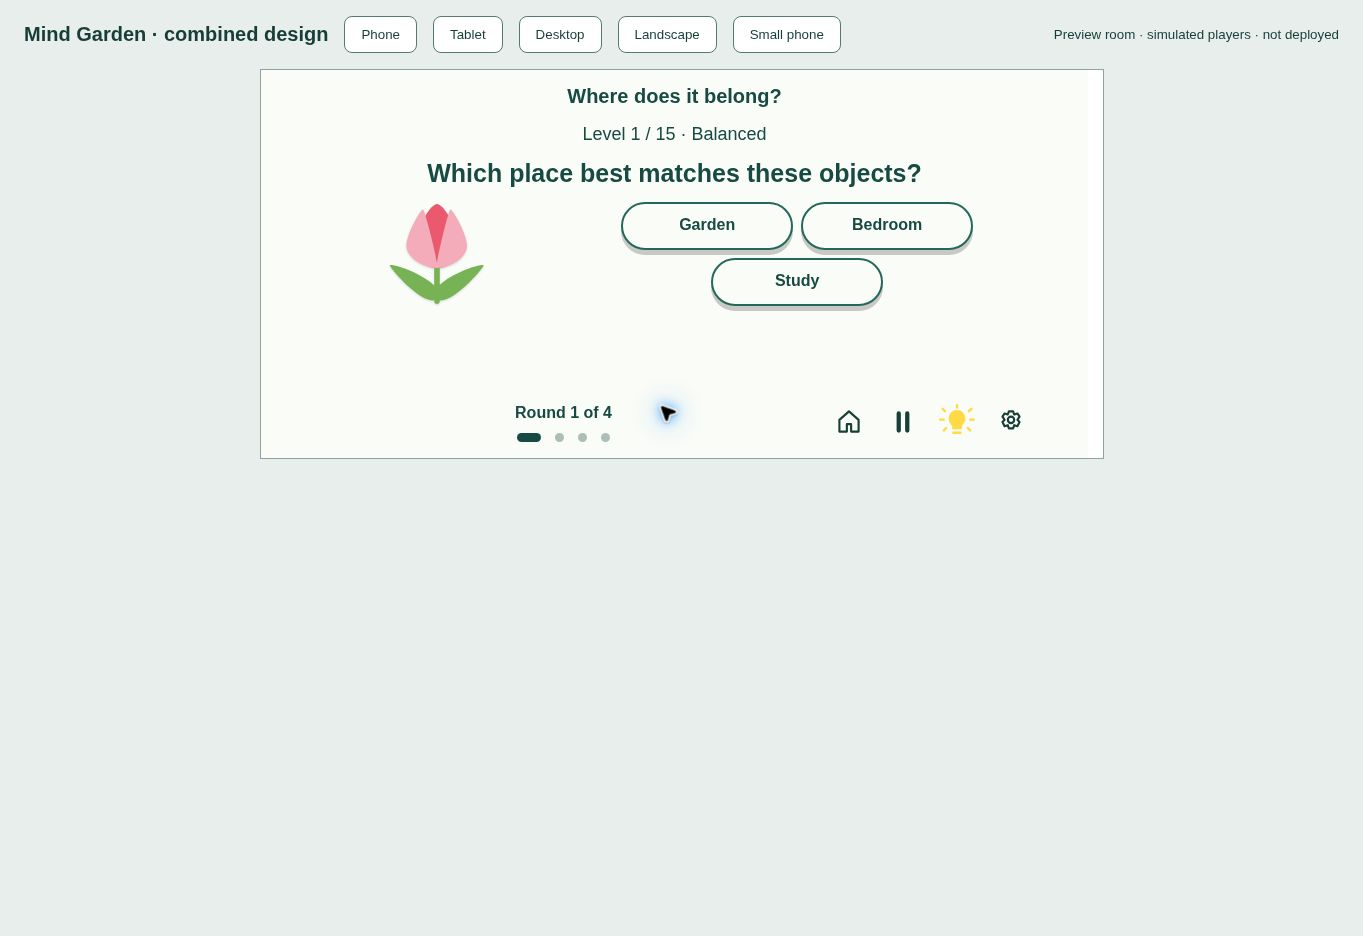 Mind Garden · combined design
Phone
Tablet
Desktop
Landscape
Small phone
Preview room · simulated players · not deployed
Where does it belong?
Level 1 / 15 · Balanced
Which place best matches these objects?
Garden
Bedroom
Study
Round 1 of 4